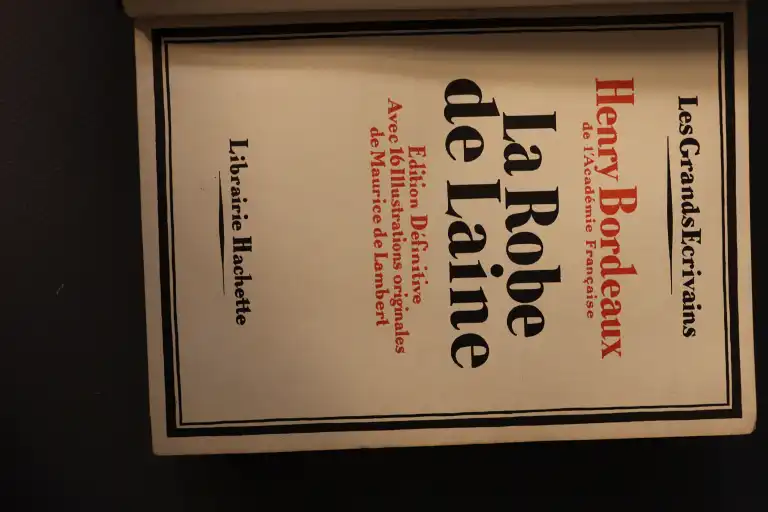 Les Grands Ecrivains
Henry Bordeaux
de l'Académie Française
La Robe
de Laine
Edition Définitive
Avec 16 Illustrations originales
de Maurice de Lambert
Librairie Hachette